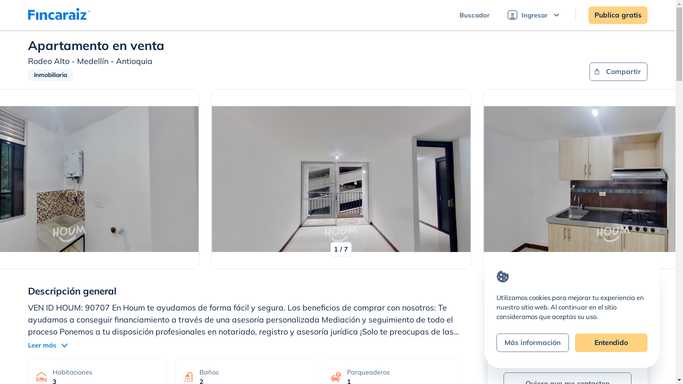 Fincaraiz
Buscador
Ingresar
Publica gratis
Apartamento en venta
Rodeo Alto - Medellín - Antioquia
Inmobiliaria
Compartir
HOUM
HOUM
HOUM
1 / 7
Descripción general
VEN ID HOUM: 90707 En Houm te ayudamos de forma fácil y segura. Los beneficios de comprar con nosotros: Te
ayudamos a conseguir financiamiento a través de una asesoría personalizada Mediación y seguimiento de todo el
proceso Ponemos a tu disposición profesionales en notariado, registro y asesoría jurídica ¡Solo te preocupas de las...
Leer más
Habitaciones
3
Baños
2
Parqueaderos
1
Utilizamos cookies para mejorar tu experiencia en
nuestro sitio web. Al continuar en el sitio
consideramos que aceptas su uso.
Más información
Entendido
Quiero que me contacten